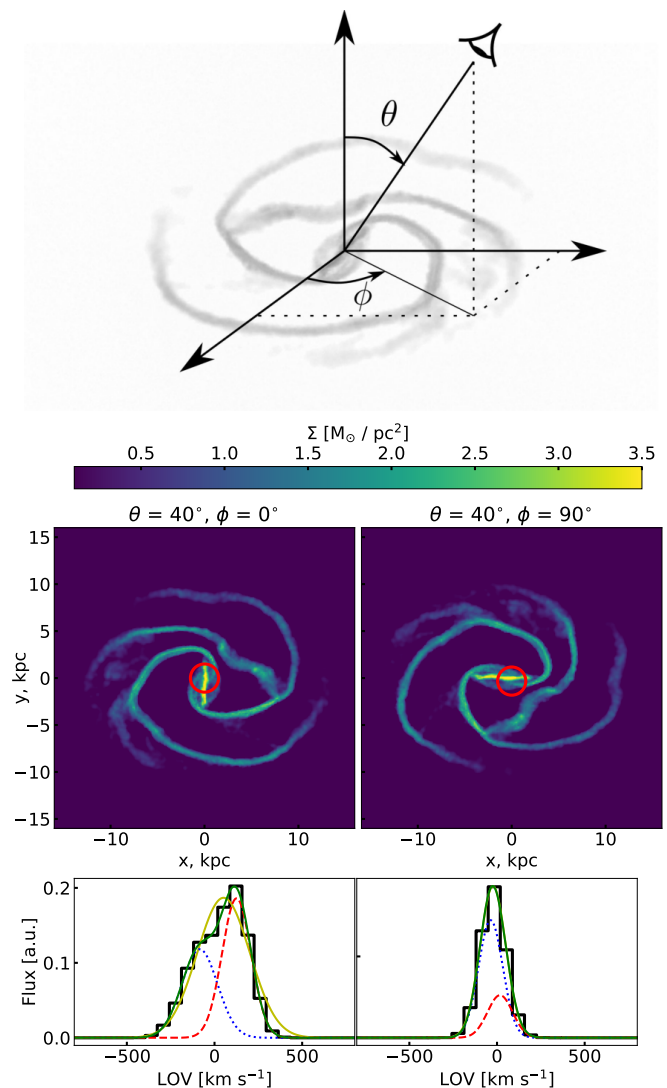 θ
ϕ
Σ [M⊙ / pc²]
0.5 1.0 1.5 2.0 2.5 3.0 3.5
θ = 40°, ϕ = 0° θ = 40°, ϕ = 90°
15
10
5
0
−5
−10
−15
y, kpc
−10 0 10 −10 0 10
x, kpc x, kpc
0.2
0.1
0.0
Flux [a.u.]
−500 0 500 −500 0 500
LOV [km s⁻¹] LOV [km s⁻¹]